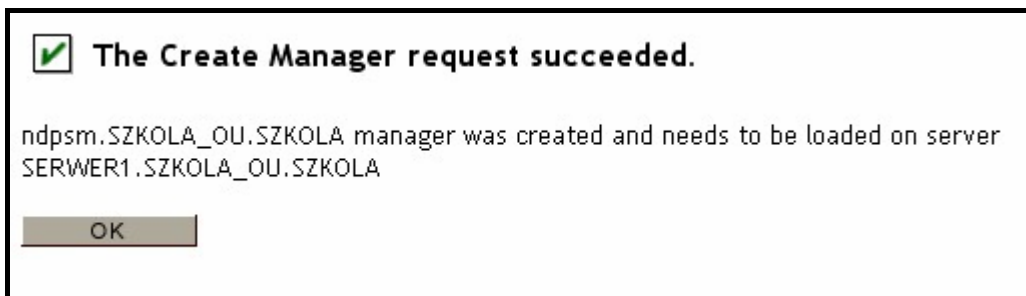 The Create Manager request succeeded.
ndpsm.SZKOLA_OU.SZKOLA manager was created and needs to be loaded on server
SERWER1.SZKOLA_OU.SZKOLA
OK